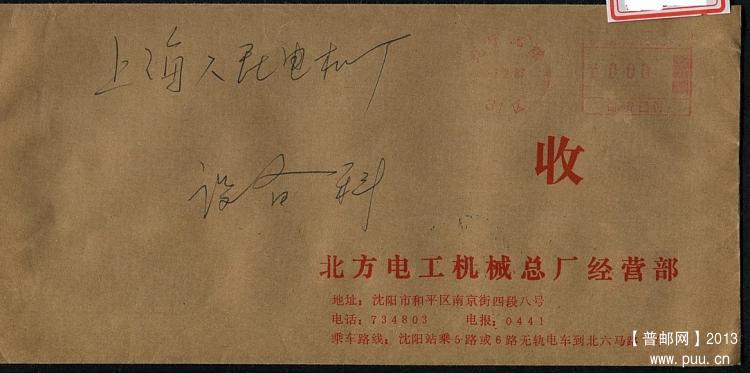 上海人民电机厂
收
设合科
北方电工机械总厂经营部
地址：沈阳市和平区南京街四段八号
电话：734803 电报：0441
乘车路线：沈阳站乘5路或6路无轨电车到北六马路
【普邮网】2013
www.puu.cn